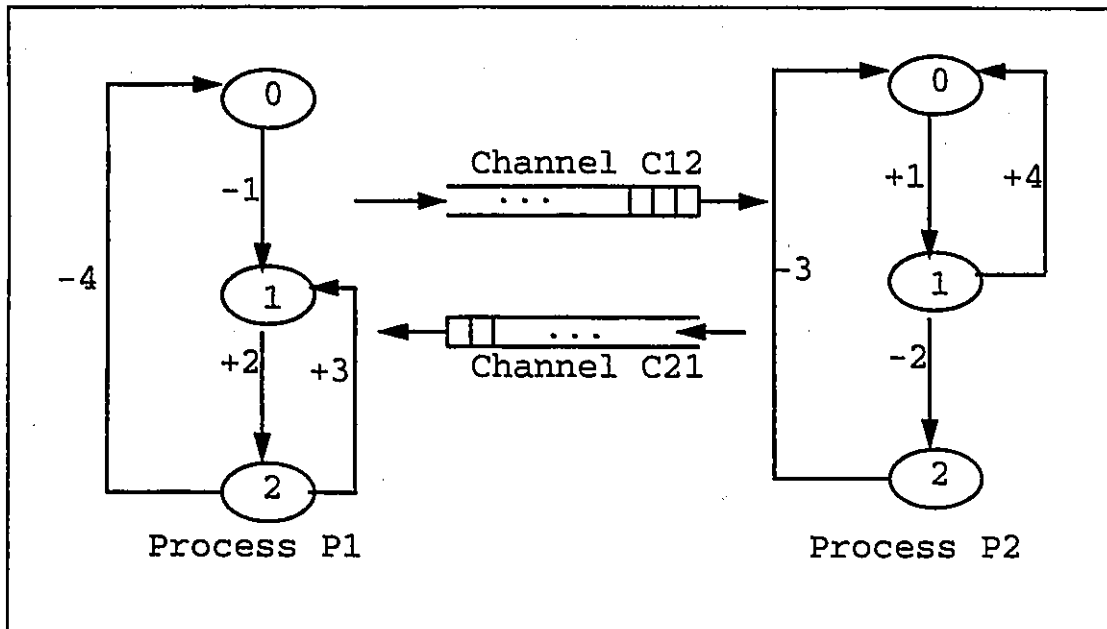 0
0
Channel C12
-1
+1
+4
. . .
-4
-3
1
1
+2
+3
. . .
-2
Channel C21
2
2
Process P1
Process P2